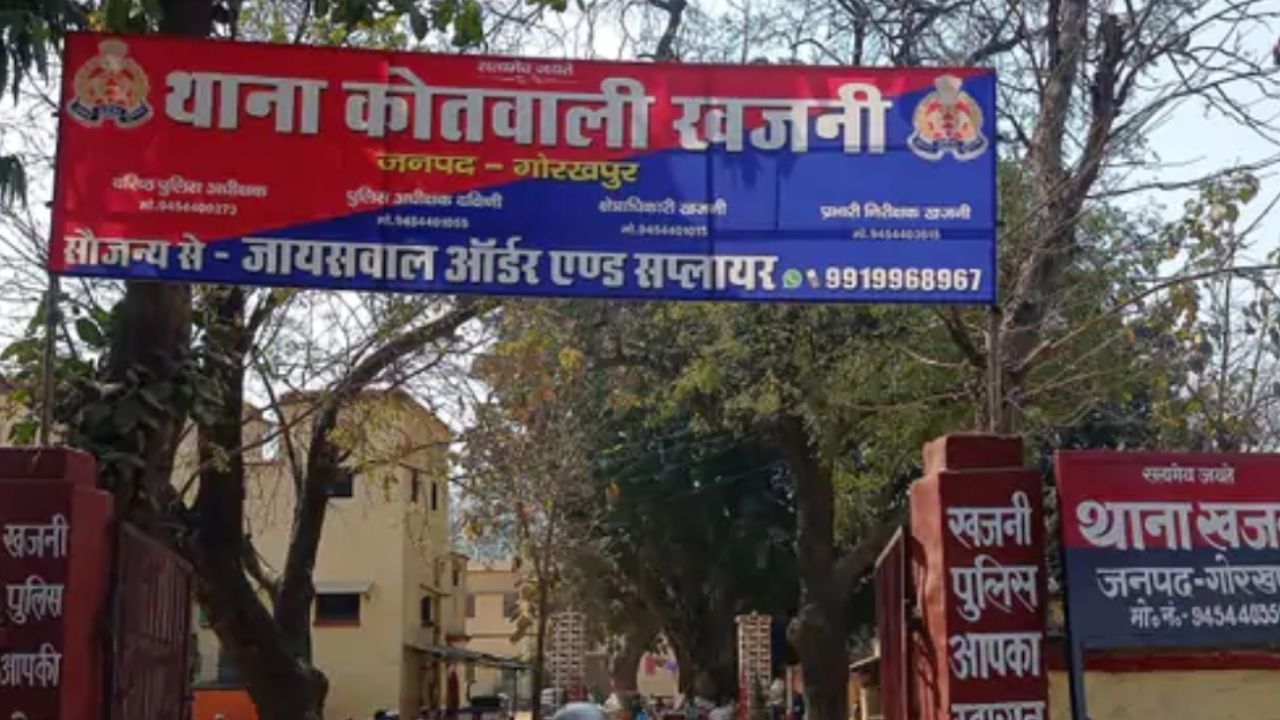 सत्यमेव जयते
थाना कोतवाली खजनी
जनपद - गोरखपुर
वरिष्ठ पुलिस अधीक्षक
मो.9454400273
पुलिस अधीक्षक दक्षिणी
मो.9454401055
क्षेत्राधिकारी खजनी
मो.9454401015
प्रभारी निरीक्षक खजनी
मो.9454403515
सौजन्य से - जायसवाल ऑर्डर एण्ड सप्लायर 9919968967
खजनी
पुलिस
आपकी
खजनी
पुलिस
आपका
सत्यमेव जयते
थाना खज
जनपद-गोरख
मो॰नं॰-